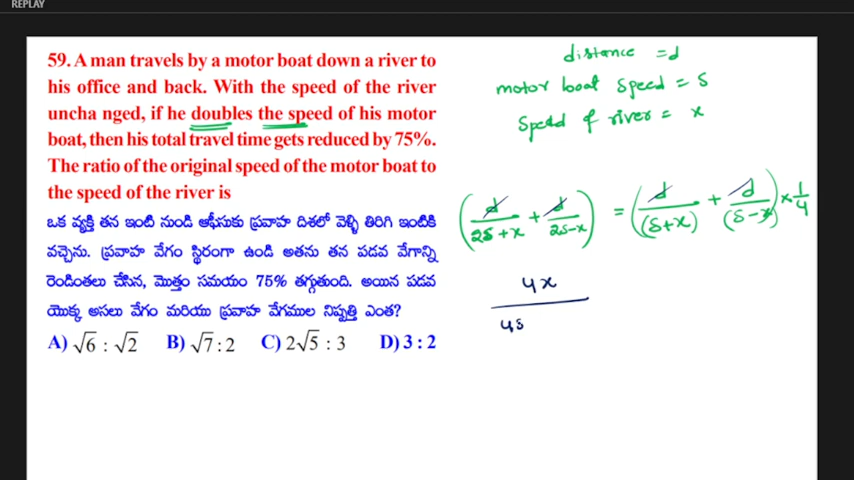 REPLAY
59. A man travels by a motor boat down a river to
his office and back. With the speed of the river
uncha nged, if he doubles the speed of his motor
boat, then his total travel time gets reduced by 75%.
The ratio of the original speed of the motor boat to
the speed of the river is
ఒక వ్యక్తి తన ఇంటి నుండి ఆఫీసుకు ప్రవాహ దిశలో వెళ్ళి తిరిగి ఇంటికి
వచ్చెను. ప్రవాహ వేగం స్థిరంగా ఉండి అతను తన పడవ వేగాన్ని
రెండింతలు చేసిన, మొత్తం సమయం 75% తగ్గుతుంది. అయిన పడవ
యొక్క అసలు వేగం మరియు ప్రవాహ వేగముల నిష్పత్తి ఎంత?
A) √6 : √2 B) √7 : 2 C) 2√5 : 3 D) 3 : 2
distance = d
motor boat speed = s
speed of river = x
(d/(2s + x) + d/(2s - x)) = (d/(s + x) + d/(s - x)) × 1/4
4x
4s